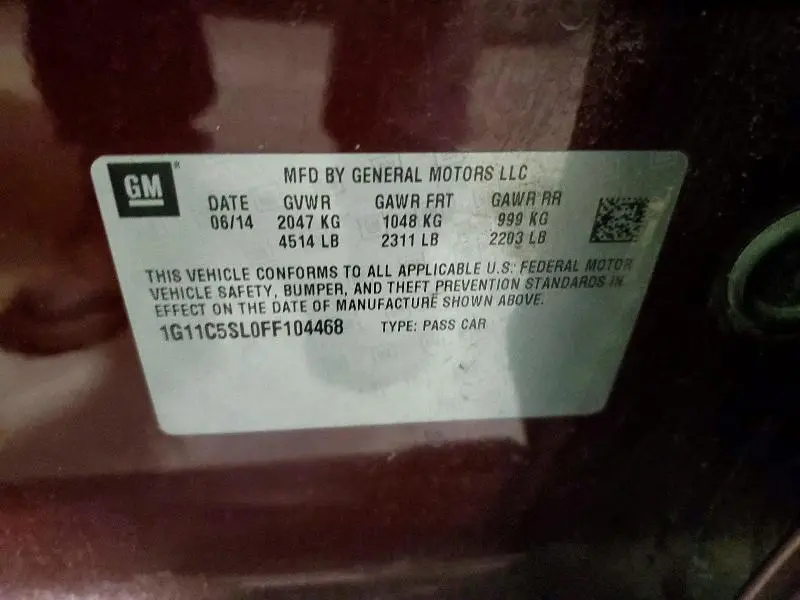 GM®
MFD BY GENERAL MOTORS LLC
DATE GVWR GAWR FRT GAWR RR
06/14 2047 KG 1048 KG 999 KG
4514 LB 2311 LB 2203 LB
THIS VEHICLE CONFORMS TO ALL APPLICABLE U.S. FEDERAL MOTOR
VEHICLE SAFETY, BUMPER, AND THEFT PREVENTION STANDARDS IN
EFFECT ON THE DATE OF MANUFACTURE SHOWN ABOVE.
1G11C5SL0FF104468 TYPE: PASS CAR